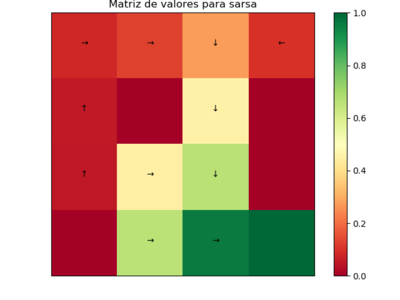 Matriz de valores para sarsa
→ → ↓ ←
↑ ↓
↑ → ↓
→ →
1.0
0.8
0.6
0.4
0.2
0.0